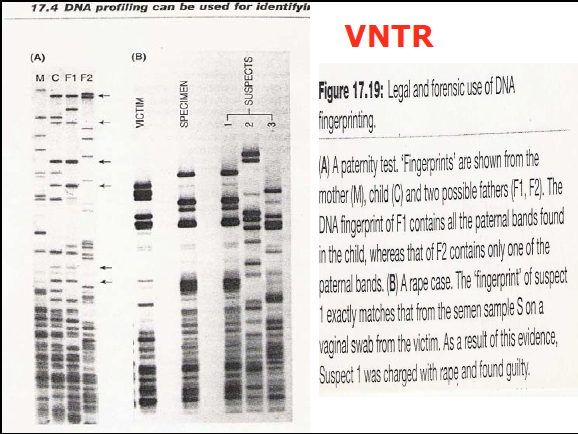 17.4 DNA profiling can be used for identifyin
VNTR
(A)
(B)
M C F1 F2
VICTIM
SPECIMEN
SUSPECTS
1 2 3
Figure 17.19: Legal and forensic use of DNA
fingerprinting.
(A) A paternity test. 'Fingerprints' are shown from the
mother (M), child (C) and two possible fathers (F1, F2). The
DNA fingerprint of F1 contains all the paternal bands found
in the child, whereas that of F2 contains only one of the
paternal bands. (B) A rape case. The 'fingerprint' of suspect
1 exactly matches that from the semen sample S on a
vaginal swab from the victim. As a result of this evidence,
Suspect 1 was charged with rape and found guilty.